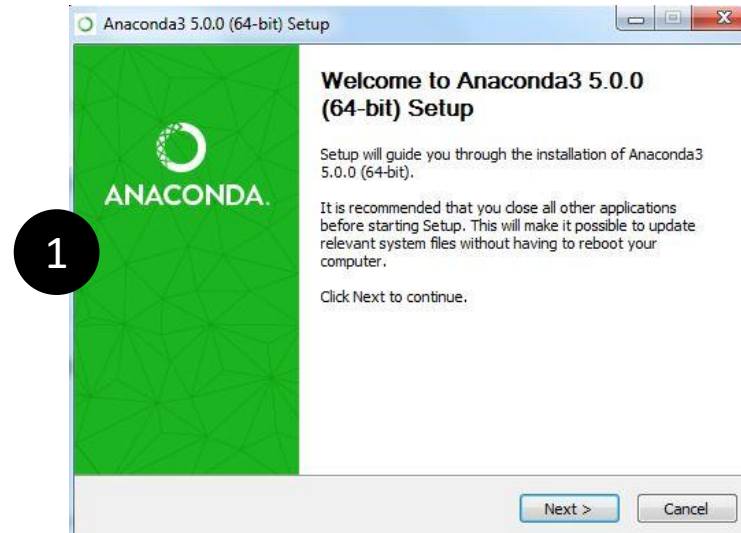 Anaconda3 5.0.0 (64-bit) Setup
Welcome to Anaconda3 5.0.0
(64-bit) Setup
Setup will guide you through the installation of Anaconda3
5.0.0 (64-bit).
ANACONDA.
It is recommended that you close all other applications
before starting Setup. This will make it possible to update
relevant system files without having to reboot your
computer.
1
Click Next to continue.
Next >
Cancel